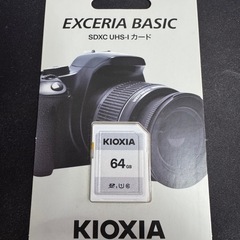 EXCERIA BASIC
SDXC UHS-I カード
KIOXIA
64GB
KIOXIA